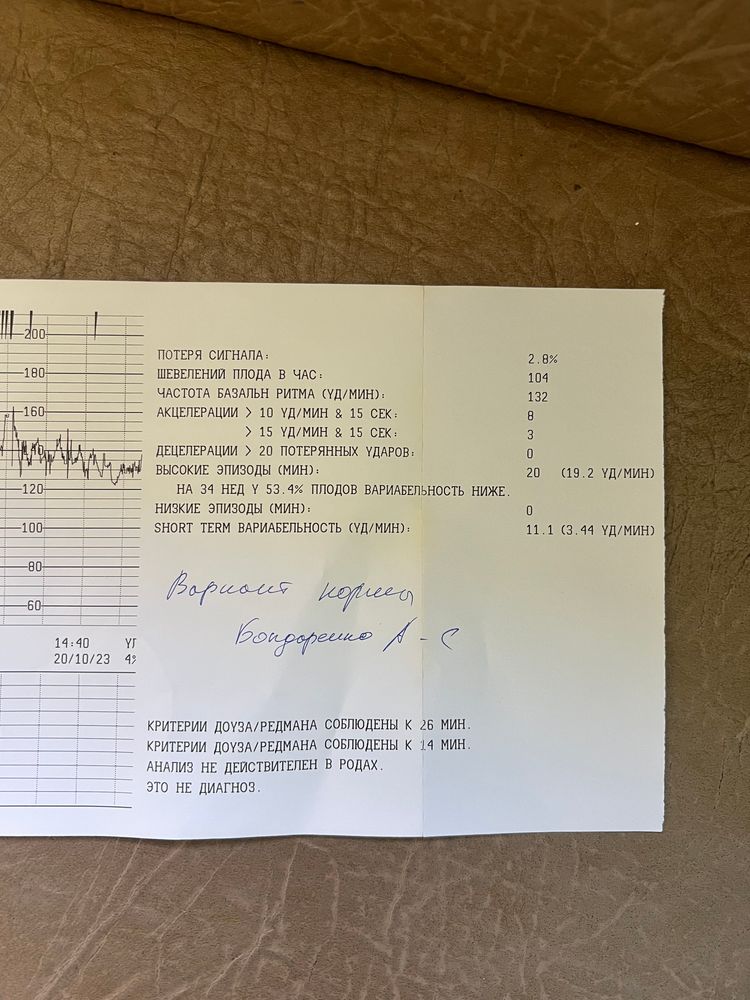 200
180
160
140
120
100
80
60
14:40
20/10/23 4%
ПОТЕРЯ СИГНАЛА: 2.8%
ШЕВЕЛЕНИЙ ПЛОДА В ЧАС: 104
ЧАСТОТА БАЗАЛЬН РИТМА (УД/МИН): 132
АКЦЕЛЕРАЦИИ > 10 УД/МИН & 15 СЕК: 8
> 15 УД/МИН & 15 СЕК: 3
ДЕЦЕЛЕРАЦИИ > 20 ПОТЕРЯННЫХ УДАРОВ: 0
ВЫСОКИЕ ЭПИЗОДЫ (МИН): 20 (19.2 УД/МИН)
НА 34 НЕД У 53.4% ПЛОДОВ ВАРИАБЕЛЬНОСТЬ НИЖЕ.
НИЗКИЕ ЭПИЗОДЫ (МИН): 0
SHORT TERM ВАРИАБЕЛЬНОСТЬ (УД/МИН): 11.1 (3.44 УД/МИН)
Вариант нормы
Бондаренко А-С
КРИТЕРИИ ДОУЗА/РЕДМАНА СОБЛЮДЕНЫ К 26 МИН.
КРИТЕРИИ ДОУЗА/РЕДМАНА СОБЛЮДЕНЫ К 14 МИН.
АНАЛИЗ НЕ ДЕЙСТВИТЕЛЕН В РОДАХ.
ЭТО НЕ ДИАГНОЗ.